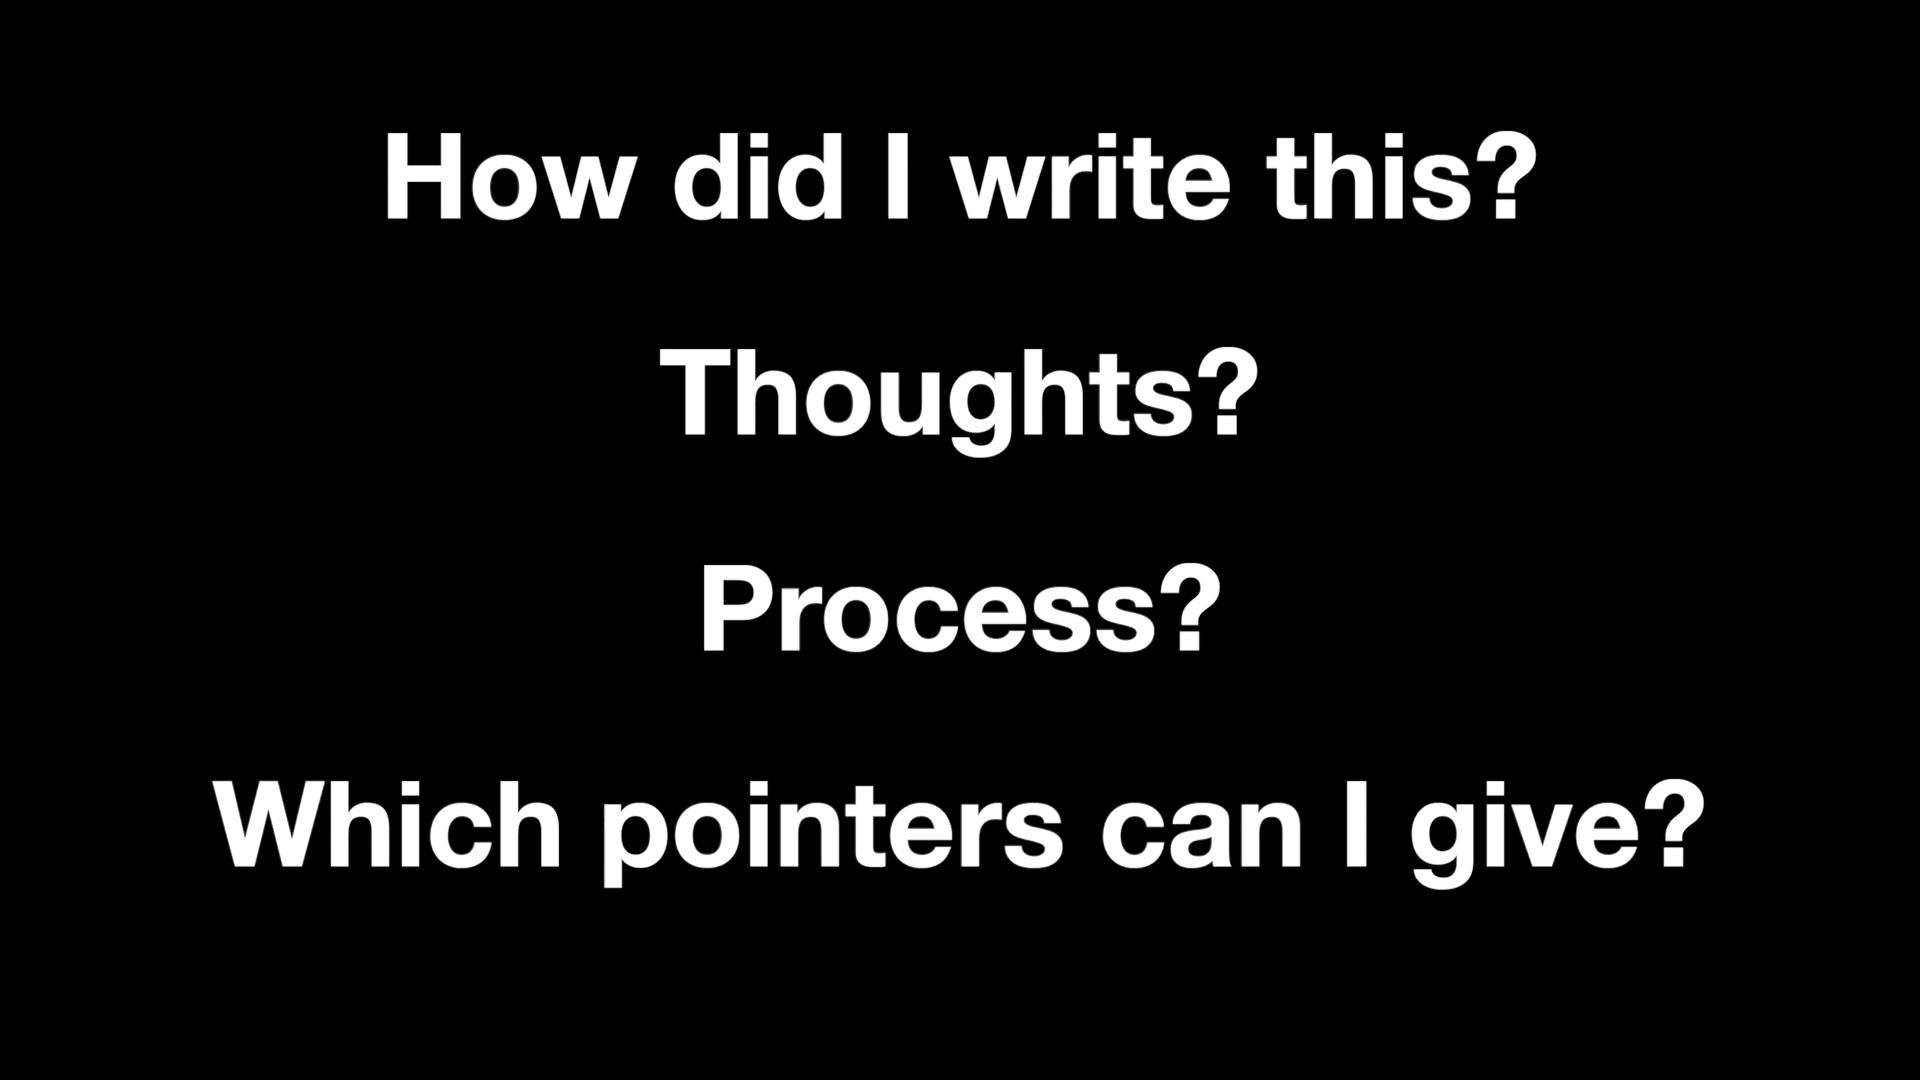 How did I write this?
Thoughts?
Process?
Which pointers can I give?